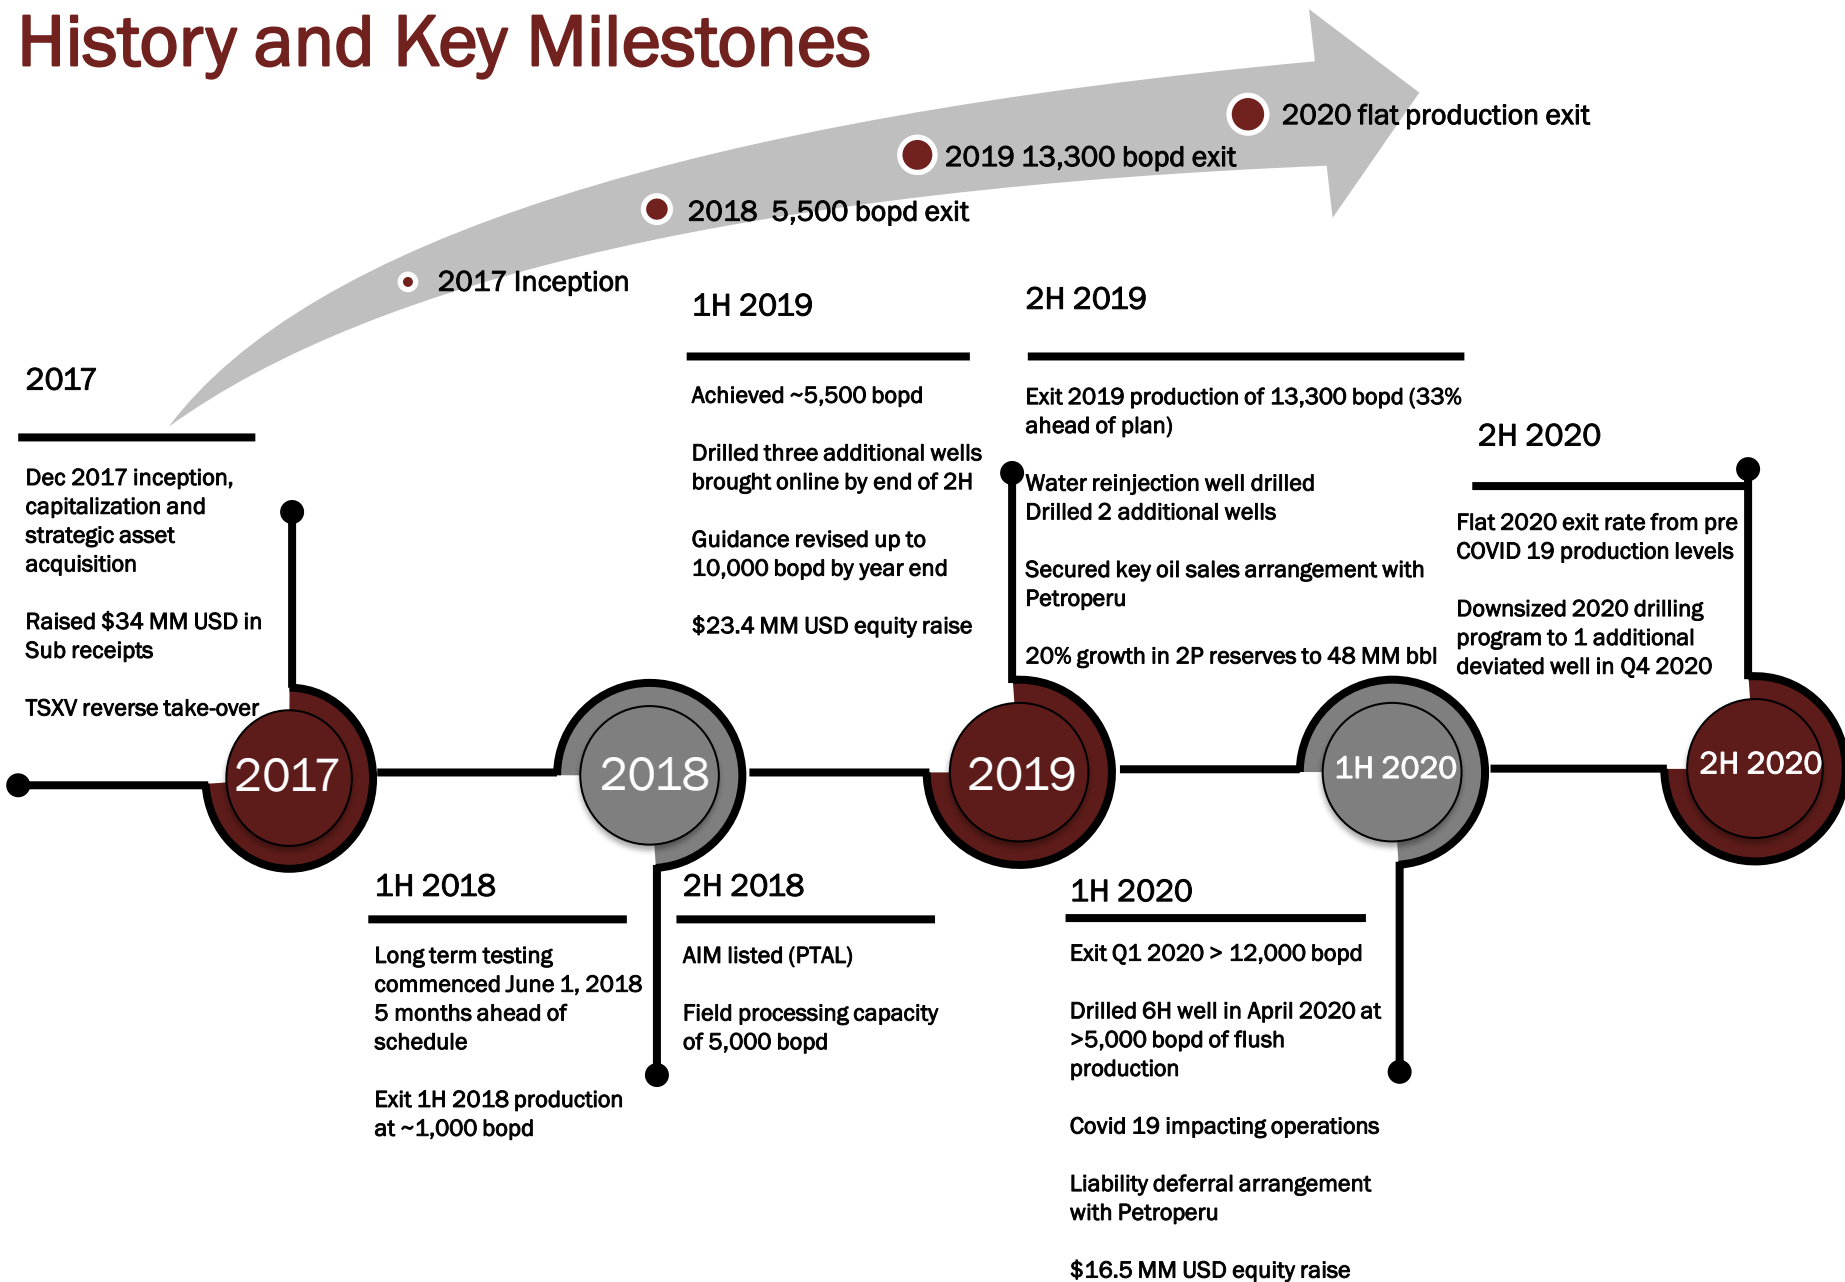 History and Key Milestones
2020 flat production exit
2019 13,300 bopd exit
2018  5,500 bopd exit
2017 Inception
2017
Dec 2017 inception,
capitalization and
strategic asset
acquisition
Raised $34 MM USD in
Sub receipts
TSXV reverse take-over
1H 2019
Achieved ~5,500 bopd
Drilled three additional wells
brought online by end of 2H
Guidance revised up to
10,000 bopd by year end
$23.4 MM USD equity raise
2H 2019
Exit 2019 production of 13,300 bopd (33%
ahead of plan)
Water reinjection well drilled
Drilled 2 additional wells
Secured key oil sales arrangement with
Petroperu
20% growth in 2P reserves to 48 MM bbl
2H 2020
Flat 2020 exit rate from pre
COVID 19 production levels
Downsized 2020 drilling
program to 1 additional
deviated well in Q4 2020
2017
2018
2019
1H 2020
2H 2020
1H 2018
Long term testing
commenced June 1, 2018
5 months ahead of
schedule
Exit 1H 2018 production
at ~1,000 bopd
2H 2018
AIM listed (PTAL)
Field processing capacity
of 5,000 bopd
1H 2020
Exit Q1 2020 > 12,000 bopd
Drilled 6H well in April 2020 at
>5,000 bopd of flush
production
Covid 19 impacting operations
Liability deferral arrangement
with Petroperu
$16.5 MM USD equity raise